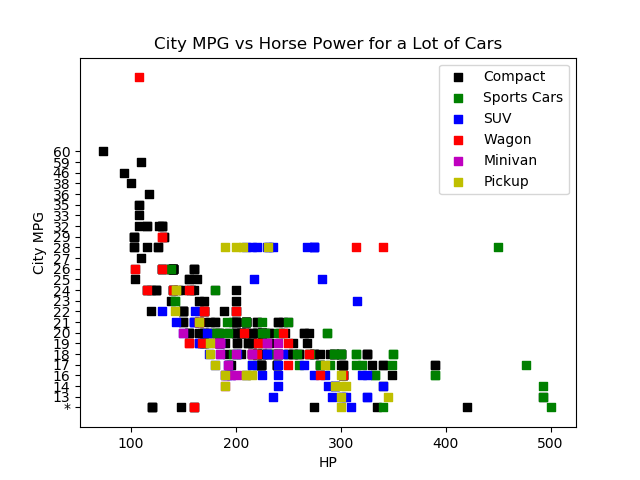 City MPG vs Horse Power for a Lot of Cars
Compact
Sports Cars
SUV
Wagon
Minivan
Pickup
City MPG
60
59
46
38
36
35
33
32
29
28
27
26
25
24
23
22
21
20
19
18
17
16
14
13
*
100 200 300 400 500
HP